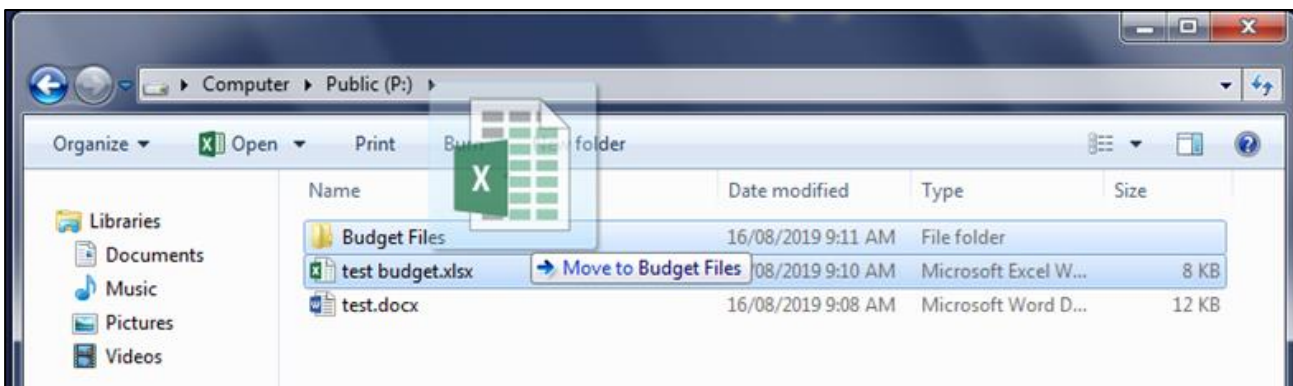 Computer Public (P:)
Organize Open Print folder
Name Date modified Type Size
Libraries
Documents
Music
Pictures
Videos
Budget Files 16/08/2019 9:11 AM File folder
test budget.xlsx Move to Budget Files /08/2019 9:10 AM Microsoft Excel W... 8 KB
test.docx 16/08/2019 9:08 AM Microsoft Word D... 12 KB